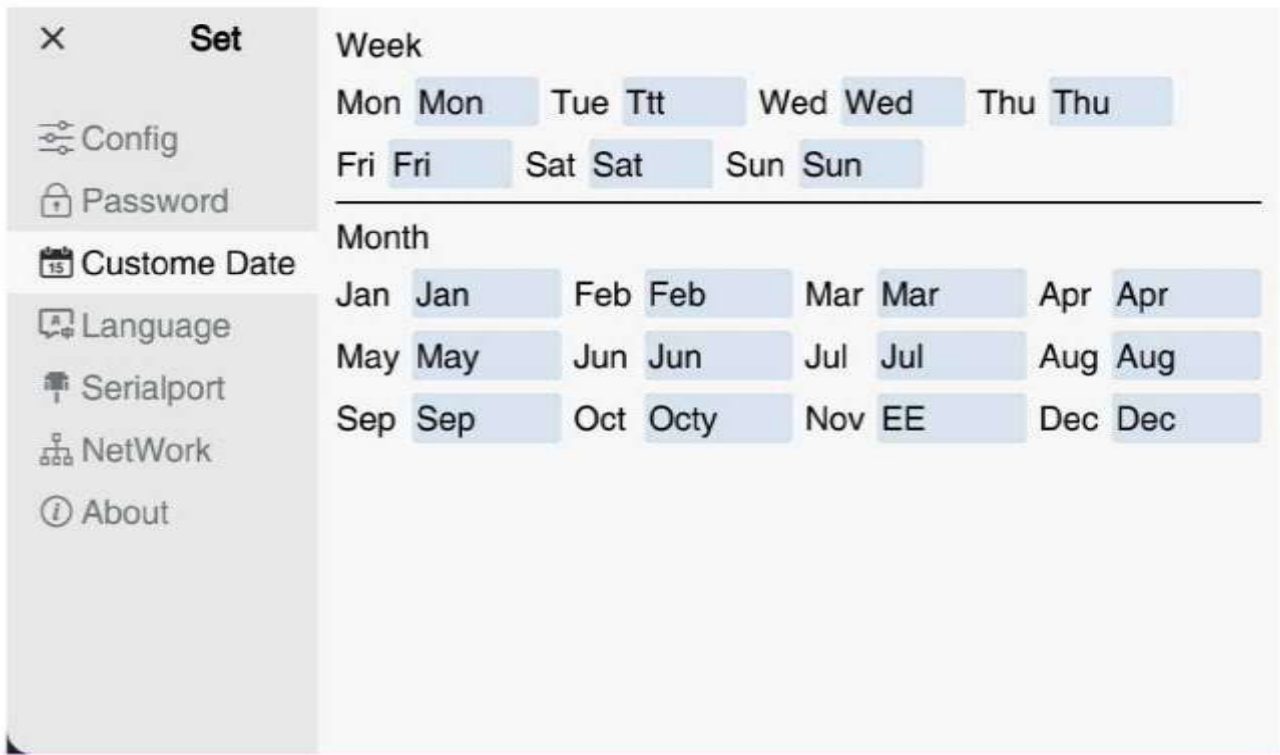 Set
Config
Password
Custome Date
Language
Serialport
NetWork
About
Week
Mon Mon Tue Ttt Wed Wed Thu Thu
Fri Fri Sat Sat Sun Sun
Month
Jan Jan Feb Feb Mar Mar Apr Apr
May May Jun Jun Jul Jul Aug Aug
Sep Sep Oct Octy Nov EE Dec Dec